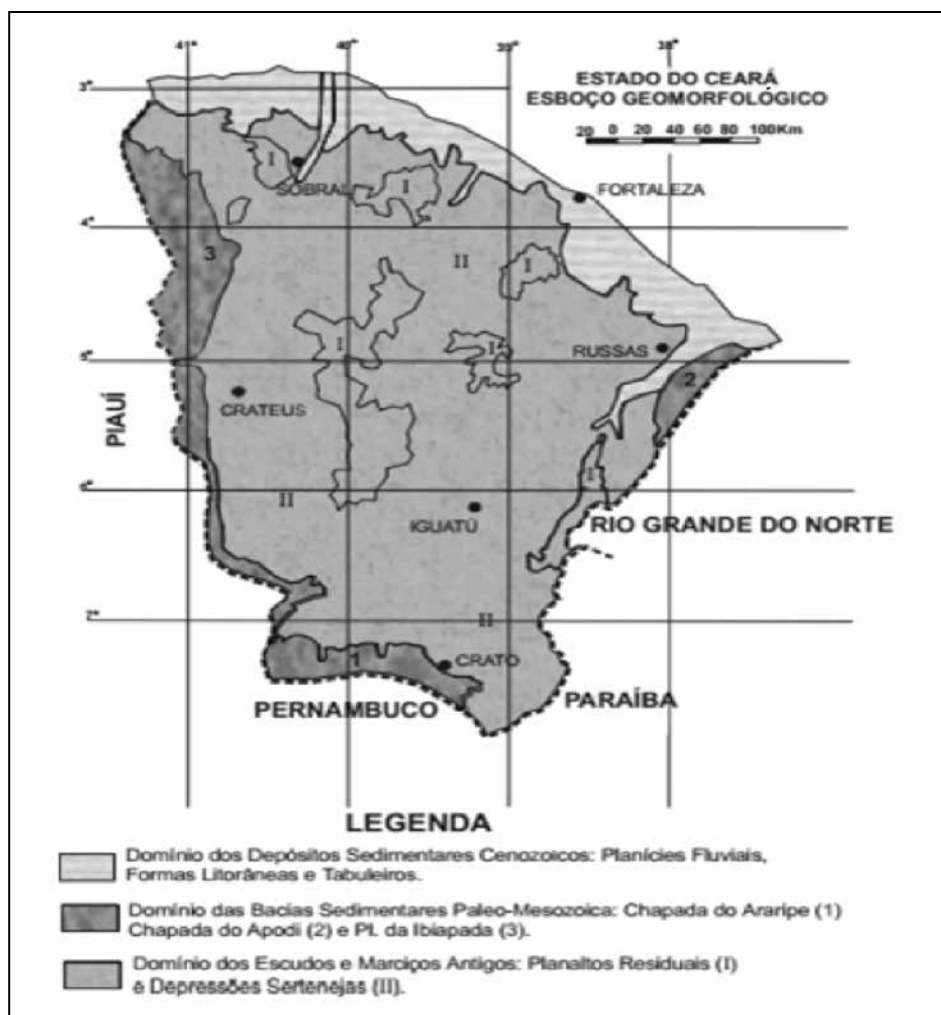 41° 40° 39° 38°
ESTADO DO CEARÁ
ESBOÇO GEOMORFOLÓGICO
20 0 20 40 60 80 100Km
3°
I
SOBRAL
I
FORTALEZA
4°
3
II
I
I
I
RUSSAS
5°
2
CRATEUS
PIAUÍ
I
6°
II
IGUATÚ
RIO GRANDE DO NORTE
7°
II
1
CRATO
PERNAMBUCO
PARAÍBA
LEGENDA
Domínio dos Depósitos Sedimentares Cenozoicos: Planícies Fluviais,
Formas Litorâneas e Tabuleiros.
Domínio das Bacias Sedimentares Paleo-Mesozoica: Chapada do Araripe (1)
Chapada do Apodi (2) e Pl. da Ibiapada (3).
Domínio dos Escudos e Marciços Antigos: Planaltos Residuais (I)
e Depressões Sertenejas (II).